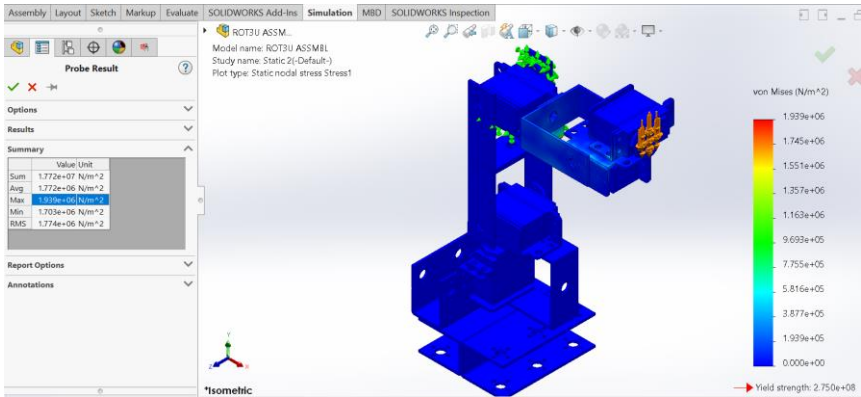 Assembly Layout Sketch Markup Evaluate SOLIDWORKS Add-Ins Simulation MBD SOLIDWORKS Inspection
ROT3U ASSM...
Model name: ROT3U ASSMBL
Study name: Static 2(-Default-)
Plot type: Static nodal stress Stress1
Probe Result
?
Options
Results
Summary
Value Unit
Sum 1.772e+07 N/m^2
Avg 1.772e+06 N/m^2
Max 1.939e+06 N/m^2
Min 1.703e+06 N/m^2
RMS 1.774e+06 N/m^2
Report Options
Annotations
von Mises (N/m^2)
1.939e+06
1.745e+06
1.551e+06
1.357e+06
1.163e+06
9.693e+05
7.755e+05
5.816e+05
3.877e+05
1.939e+05
0.000e+00
Yield strength: 2.750e+08
Y
Z
X
*Isometric